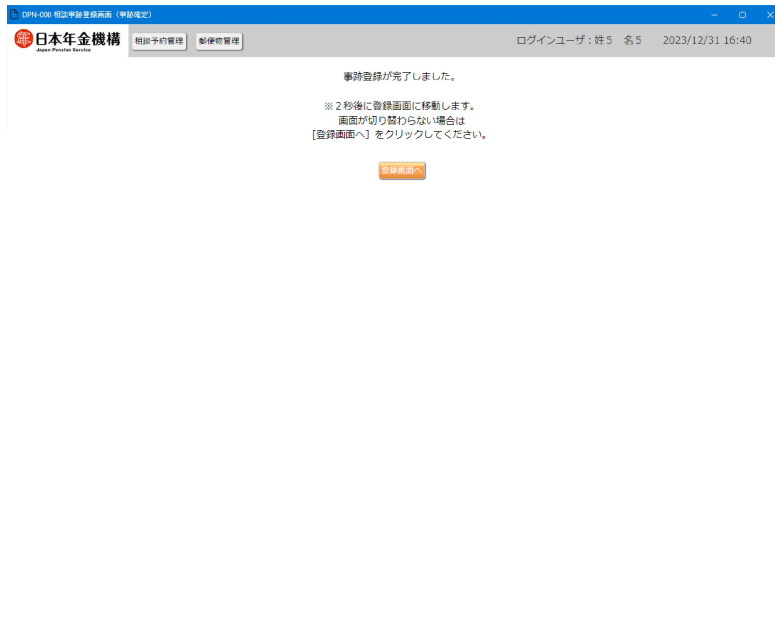 DPN-008 相談事跡登録画面（事跡確定）
日本年金機構
Japan Pension Service
相談予約管理
郵便物管理
ログインユーザ：姓５　名５
2023/12/31 16:40
事跡登録が完了しました。
※２秒後に登録画面に移動します。
画面が切り替わらない場合は
［登録画面へ］をクリックしてください。
登録画面へ